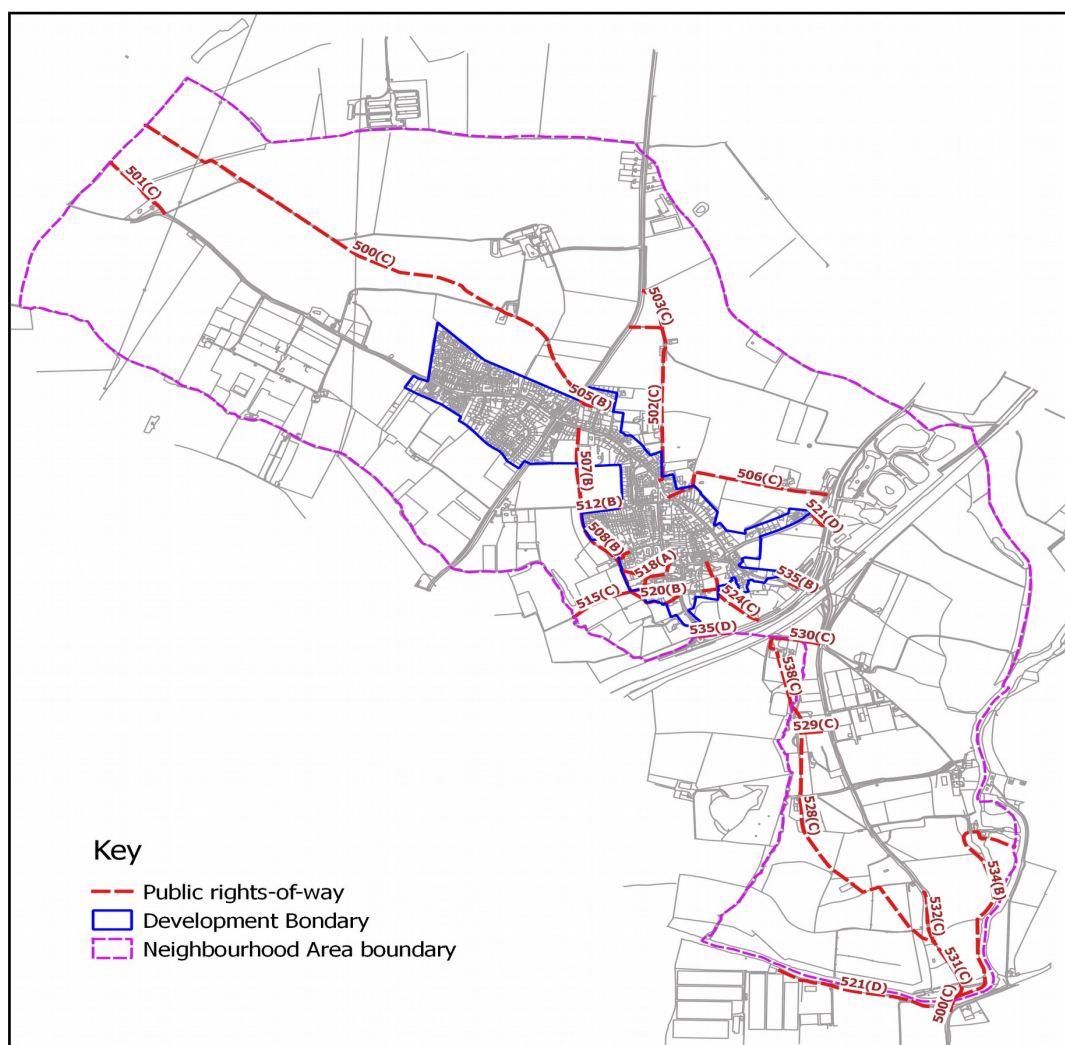 501(C)
500(C)
503(C)
502(C)
505(B)
507(B)
506(C)
512(B)
521(D)
508(B)
518(A)
535(B)
515(C)
520(B)
524(C)
535(D)
530(C)
538(C)
529(C)
528(C)
534(B)
532(C)
531(C)
521(D)
500(C)
Key
Public rights-of-way
Development Bondary
Neighbourhood Area boundary